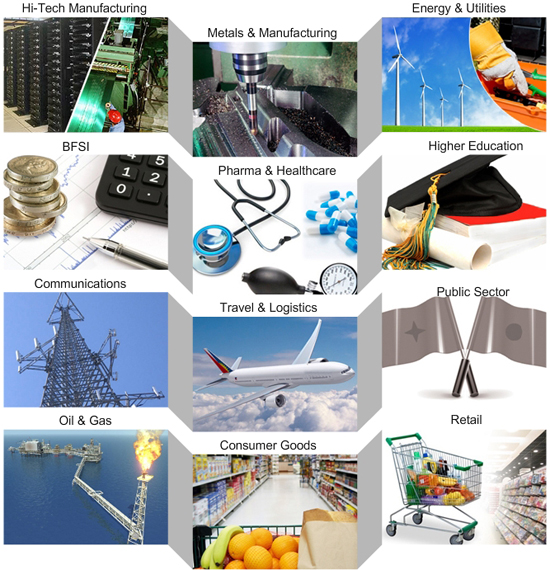 Hi-Tech Manufacturing
Metals & Manufacturing
Energy & Utilities
BFSI
Pharma & Healthcare
Higher Education
Communications
Travel & Logistics
Public Sector
Oil & Gas
Consumer Goods
Retail